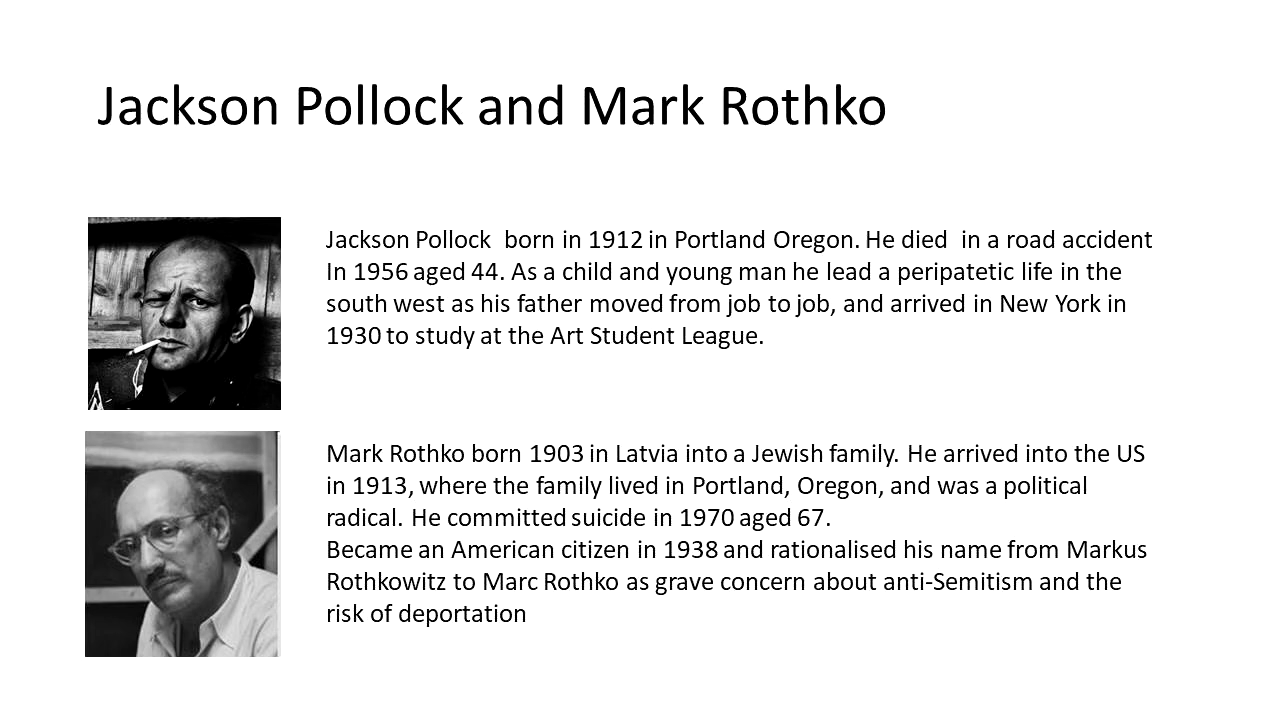 Jackson Pollock and Mark Rothko
Jackson Pollock  born in 1912 in Portland Oregon. He died  in a road accident
In 1956 aged 44. As a child and young man he lead a peripatetic life in the
south west as his father moved from job to job, and arrived in New York in
1930 to study at the Art Student League.
Mark Rothko born 1903 in Latvia into a Jewish family. He arrived into the US
in 1913, where the family lived in Portland, Oregon, and was a political
radical. He committed suicide in 1970 aged 67.
Became an American citizen in 1938 and rationalised his name from Markus
Rothkowitz to Marc Rothko as grave concern about anti-Semitism and the
risk of deportation